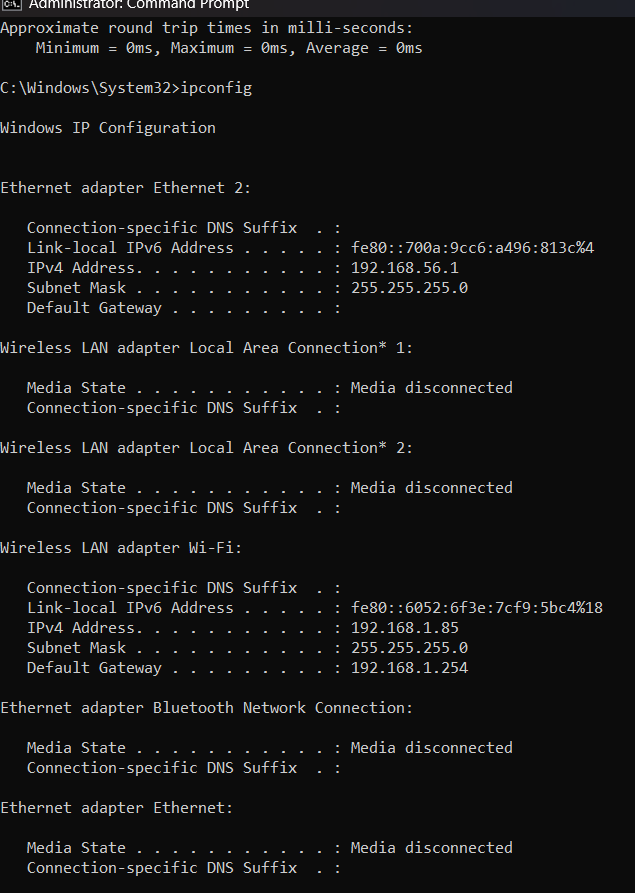 Administrator: Command Prompt
Approximate round trip times in milli-seconds:
    Minimum = 0ms, Maximum = 0ms, Average = 0ms
C:\Windows\System32>ipconfig
Windows IP Configuration
Ethernet adapter Ethernet 2:
   Connection-specific DNS Suffix  . :
   Link-local IPv6 Address . . . . . : fe80::700a:9cc6:a496:813c%4
   IPv4 Address. . . . . . . . . . . : 192.168.56.1
   Subnet Mask . . . . . . . . . . . : 255.255.255.0
   Default Gateway . . . . . . . . . :
Wireless LAN adapter Local Area Connection* 1:
   Media State . . . . . . . . . . . : Media disconnected
   Connection-specific DNS Suffix  . :
Wireless LAN adapter Local Area Connection* 2:
   Media State . . . . . . . . . . . : Media disconnected
   Connection-specific DNS Suffix  . :
Wireless LAN adapter Wi-Fi:
   Connection-specific DNS Suffix  . :
   Link-local IPv6 Address . . . . . : fe80::6052:6f3e:7cf9:5bc4%18
   IPv4 Address. . . . . . . . . . . : 192.168.1.85
   Subnet Mask . . . . . . . . . . . : 255.255.255.0
   Default Gateway . . . . . . . . . : 192.168.1.254
Ethernet adapter Bluetooth Network Connection:
   Media State . . . . . . . . . . . : Media disconnected
   Connection-specific DNS Suffix  . :
Ethernet adapter Ethernet:
   Media State . . . . . . . . . . . : Media disconnected
   Connection-specific DNS Suffix  . :